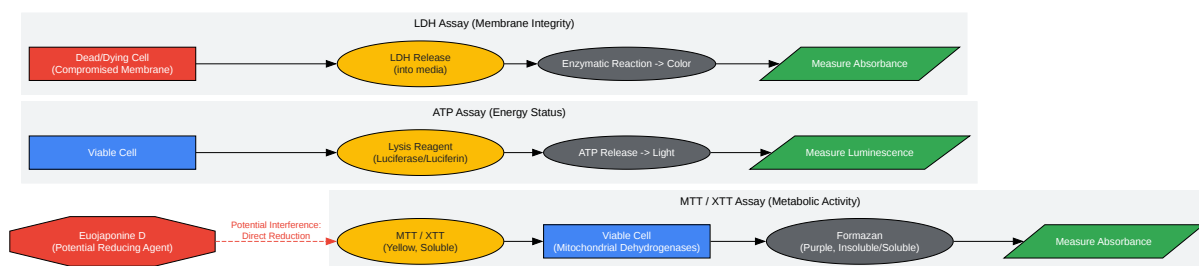 LDH Assay (Membrane Integrity)
Dead/Dying Cell
(Compromised Membrane)
LDH Release
(into media)
Enzymatic Reaction -> Color
Measure Absorbance
ATP Assay (Energy Status)
Viable Cell
Lysis Reagent
(Luciferase/Luciferin)
ATP Release -> Light
Measure Luminescence
MTT / XTT Assay (Metabolic Activity)
Euojaponine D
(Potential Reducing Agent)
Potential Interference:
Direct Reduction
MTT / XTT
(Yellow, Soluble)
Viable Cell
(Mitochondrial Dehydrogenases)
Formazan
(Purple, Insoluble/Soluble)
Measure Absorbance